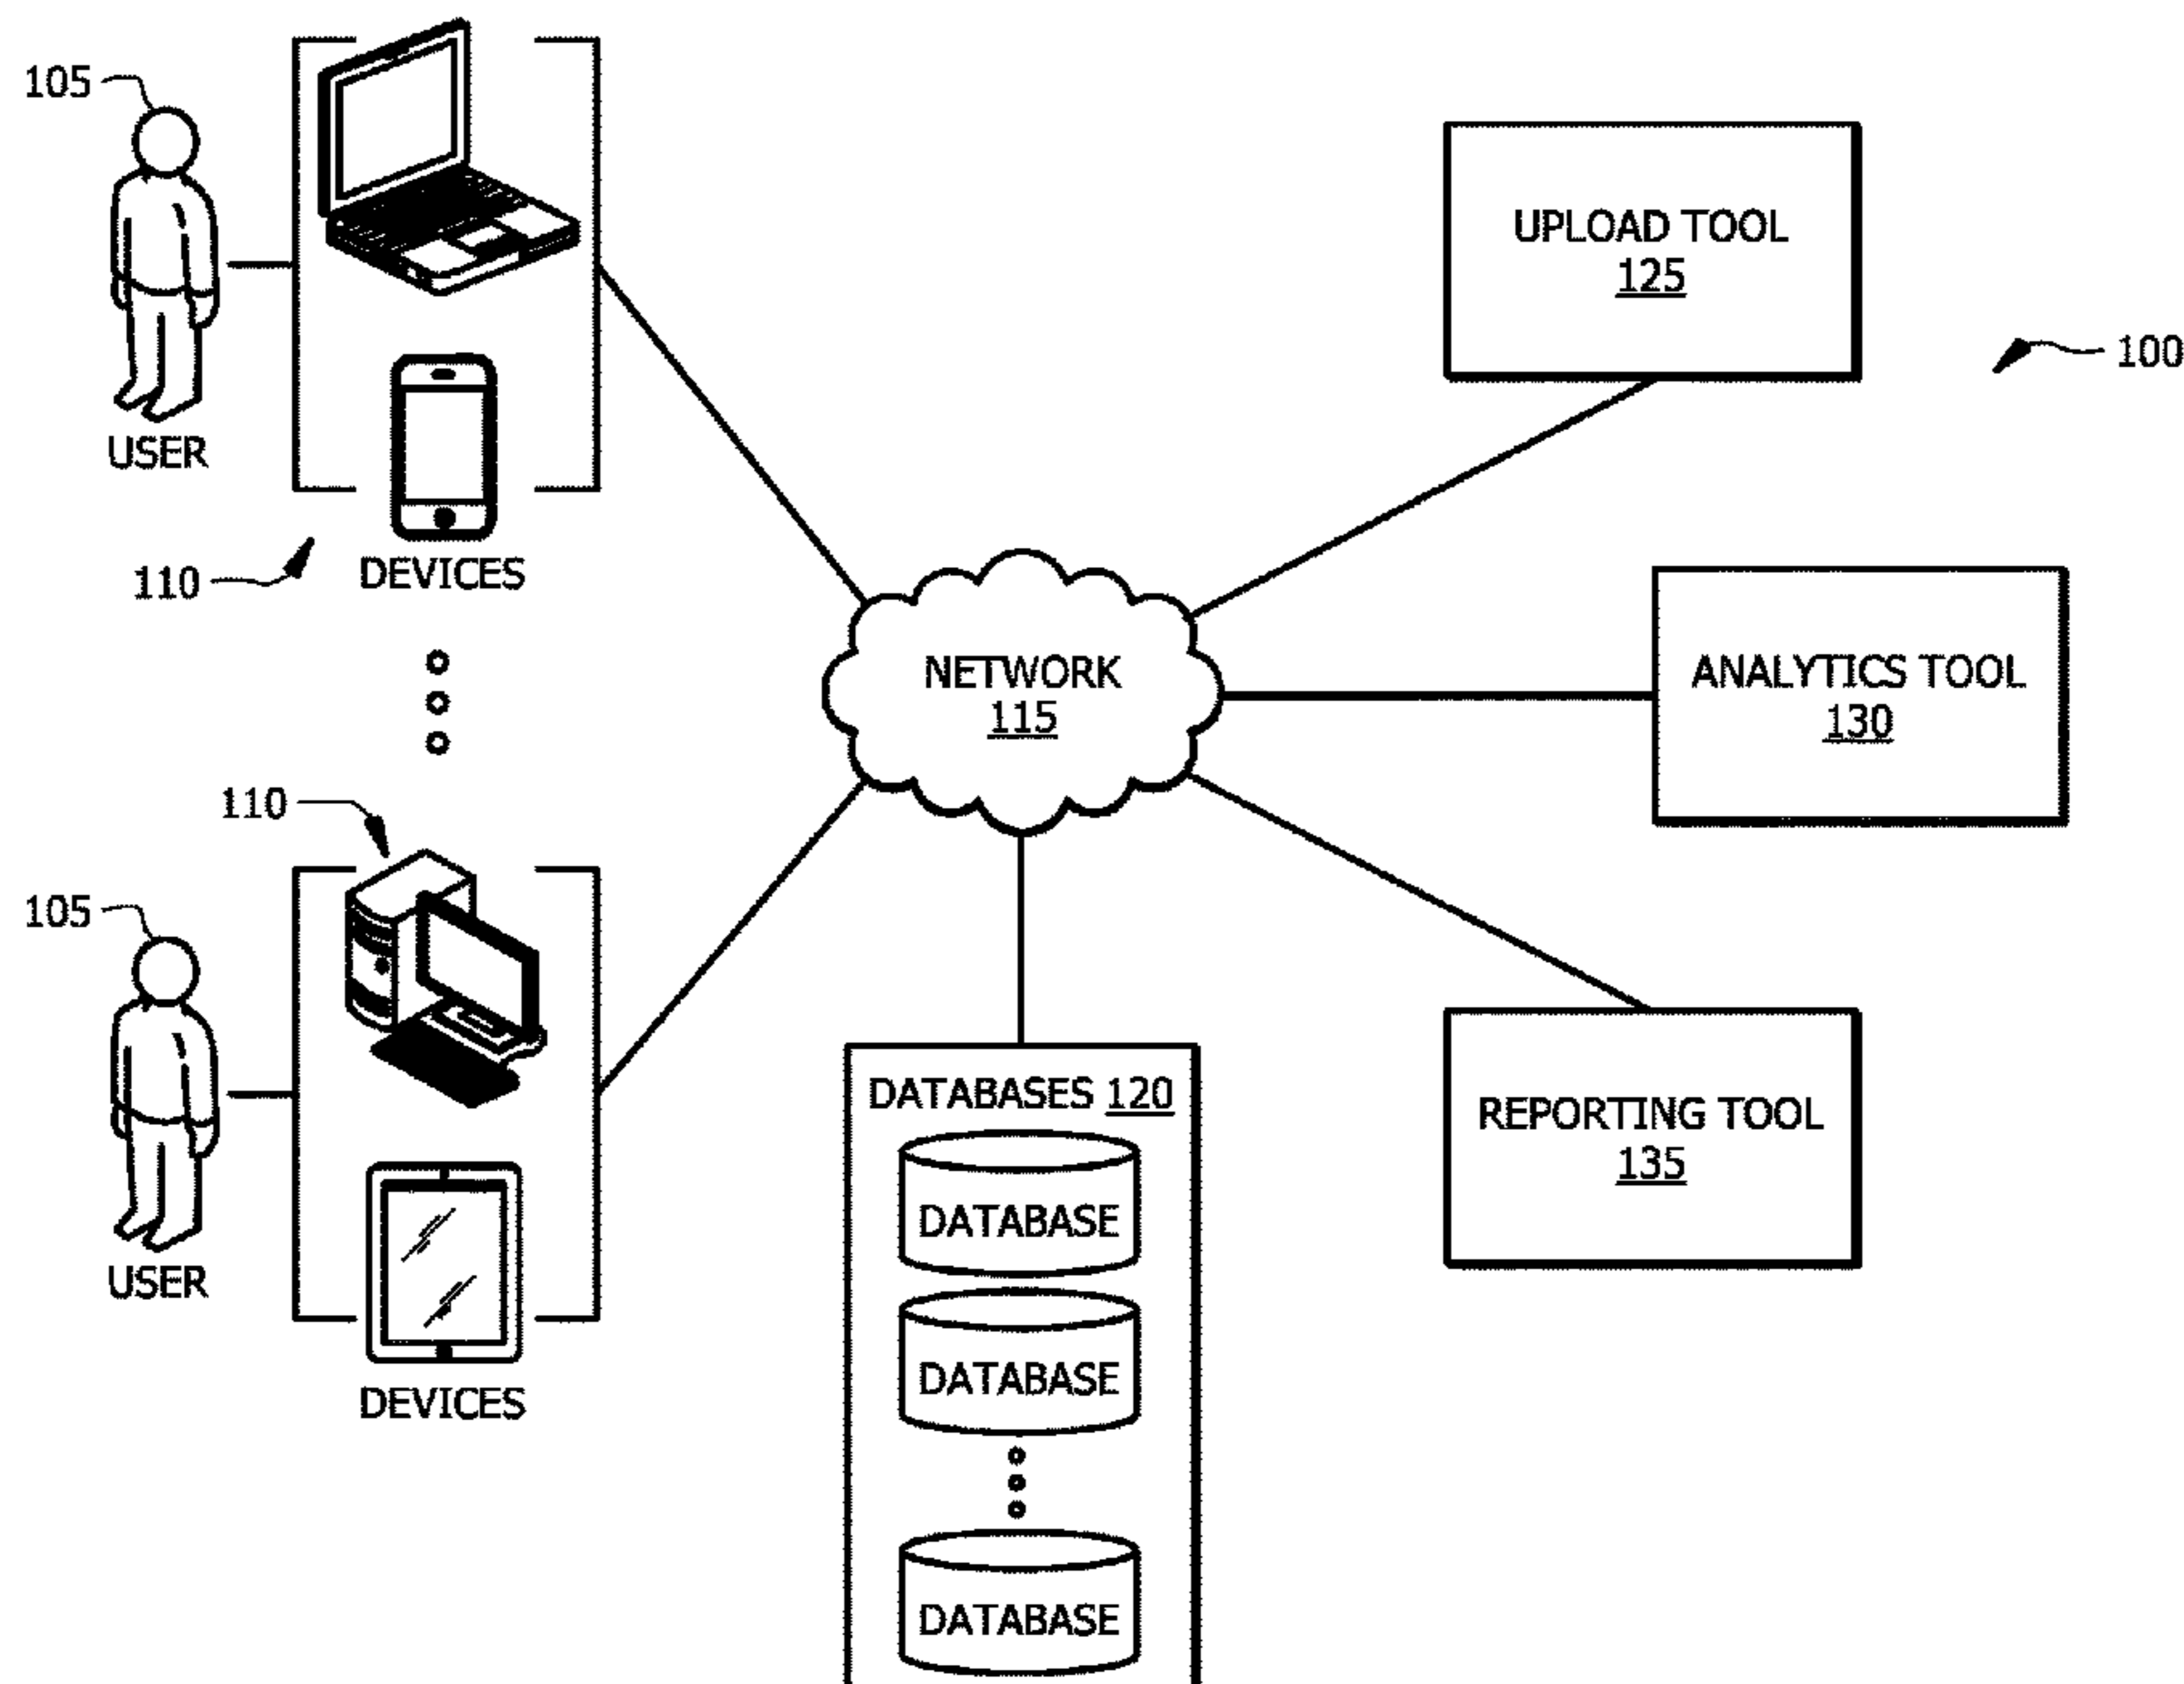 105
USER
110
DEVICES
110
105
USER
DEVICES
NETWORK
115
DATABASES 120
DATABASE
DATABASE
DATABASE
UPLOAD TOOL
125
100
ANALYTICS TOOL
130
REPORTING TOOL
135